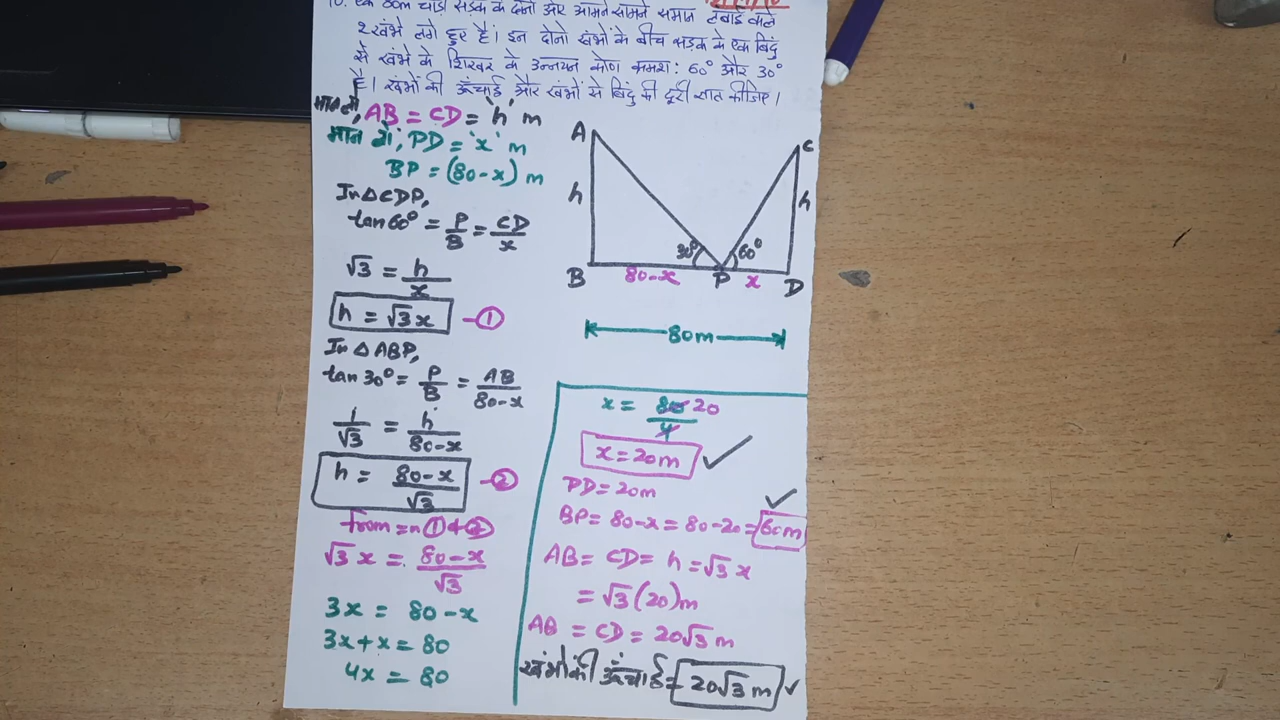 10. एक 80m चौड़ी सड़क के दोनों ओर आमने सामने समान लंबाई वाले
2 खंभे लगे हुए हैं। इन दोनो खंभों के बीच सड़क के एक बिंदु
से खंभे के शिखर के उन्नयन कोण क्रमश: 60° और 30°
है। खंभों की ऊँचाई और खंभों से बिंदु की दूरी ज्ञात कीजिए।
मान लो, AB = CD = 'h' m
मान लो, PD = 'x' m
BP = (80-x) m
In △CDP,
tan60° = P/B = CD/x
√3 = h/x
h = √3x -①
In △ABP,
tan 30° = P/B = AB/80-x
1/√3 = h/80-x
h = 80-x/√3 -②
from =n ① & ②
√3 x = 80-x/√3
3x = 80-x
3x+x = 80
4x = 80
A
C
h
h
30°
60°
B
80-x
P
x
D
80m
x = 80/4 20
x = 20m
PD = 20m
BP = 80-x = 80-20 = 60m
AB = CD = h = √3 x
= √3 (20)m
AB = CD = 20√3 m
खंभों की ऊँचाई = 20√3 m